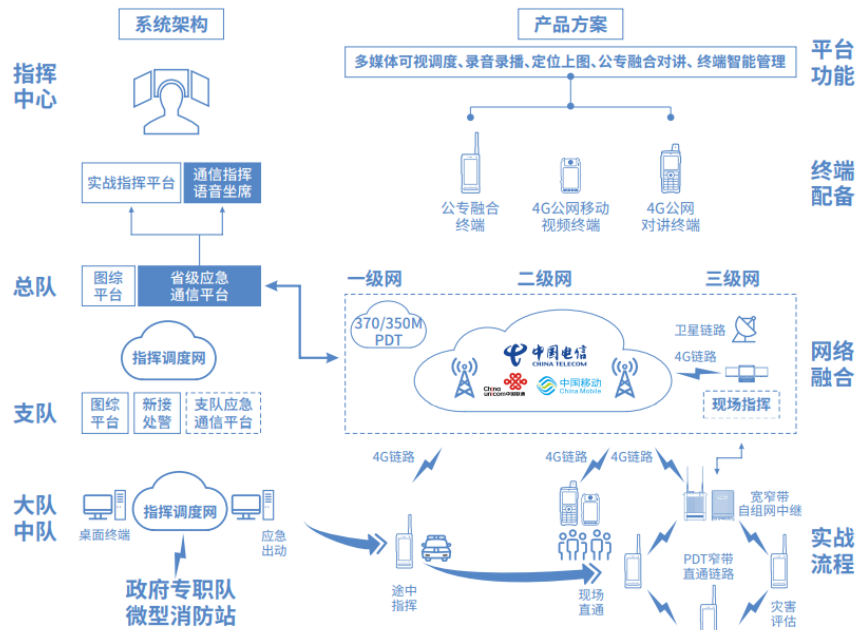 系统架构
产品方案
指挥
中心
多媒体可视调度、录音录播、定位上图、公专融合对讲、终端智能管理
平台
功能
实战指挥平台
通信指挥
语音坐席
公专融合
终端
4G公网移动
视频终端
4G公网
对讲终端
终端
配备
总队
图综
平台
省级应急
通信平台
一级网
二级网
三级网
370/350M
PDT
中国电信
CHINA TELECOM
China
unicom中国联通
中国移动
China Mobile
卫星链路
4G链路
现场指挥
网络
融合
指挥调度网
支队
图综
平台
新接
处警
支队应急
通信平台
4G链路
4G链路
4G链路
大队
中队
桌面终端
指挥调度网
应急
出动
政府专职队
微型消防站
途中
指挥
现场
直通
宽窄带
自组网中继
PDT窄带
直通链路
灾害
评估
实战
流程